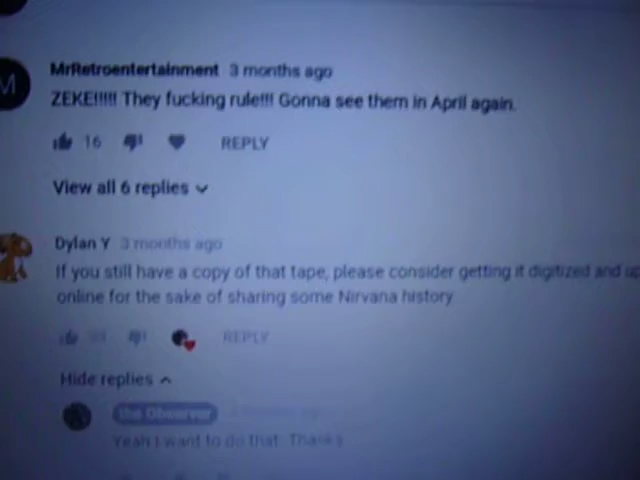 M
MrRetroentertainment 3 months ago
ZEKE!!!!! They fucking rule!!! Gonna see them in April again.
16 REPLY
View all 6 replies
Dylan Y 3 months ago
If you still have a copy of that tape, please consider getting it digitized and up
online for the sake of sharing some Nirvana history
REPLY
Hide replies
the Observer
Yeah I want to do that. Thanks